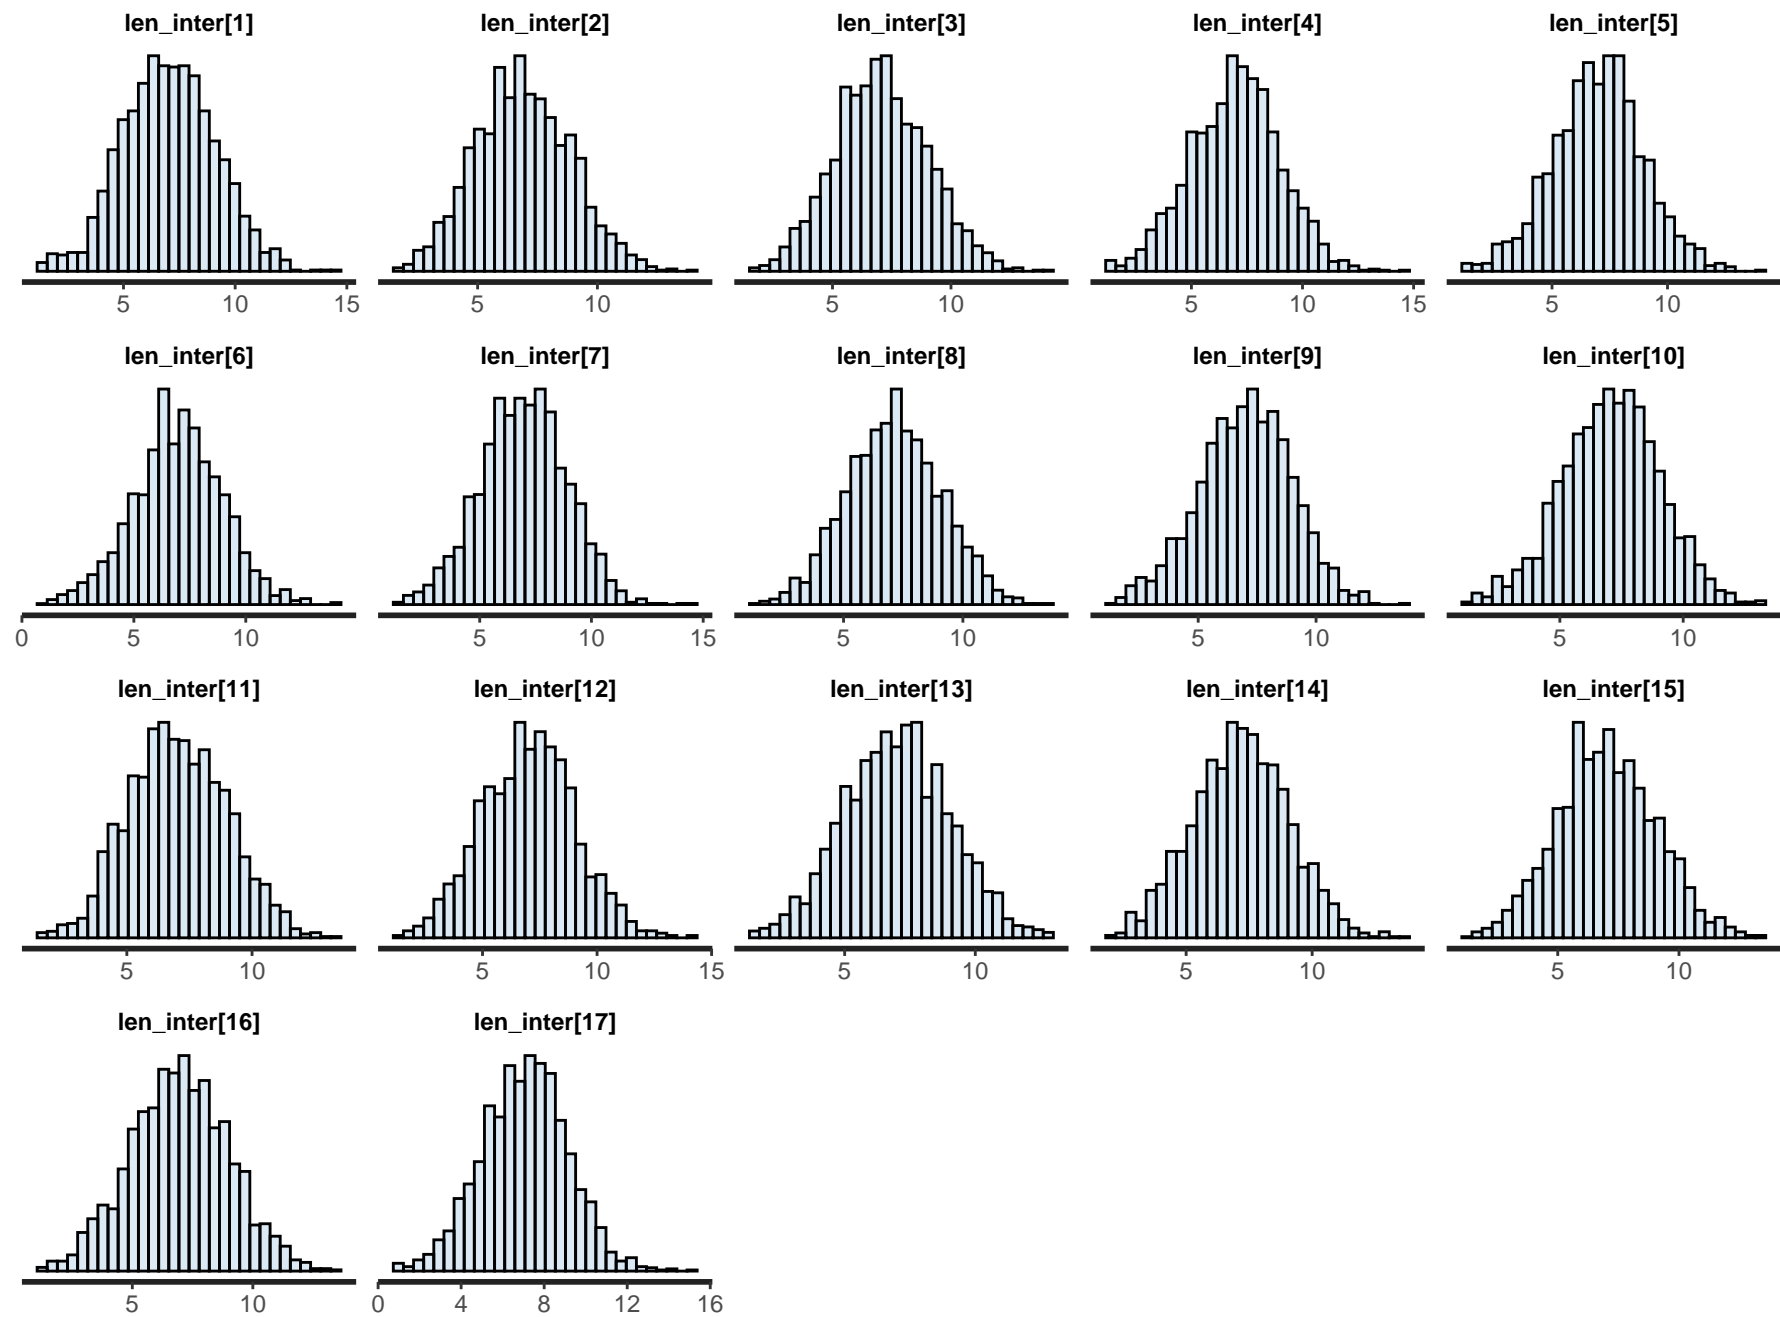 len_inter[1] len_inter[2] len_inter[3] len_inter[4] len_inter[5]
5 10 15 5 10 5 10 5 10 15 5 10
len_inter[6] len_inter[7] len_inter[8] len_inter[9] len_inter[10]
0 5 10 5 10 15 5 10 5 10 5 10
len_inter[11] len_inter[12] len_inter[13] len_inter[14] len_inter[15]
5 10 5 10 15 5 10 5 10 5 10
len_inter[16] len_inter[17]
5 10 0 4 8 12 16